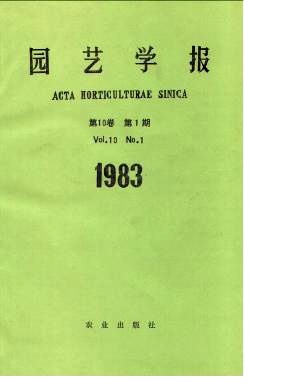 园艺学报
ACTA HORTICULTURAE SINICA
第10卷 第1期
Vol.10 No.1
1983
农业出版社